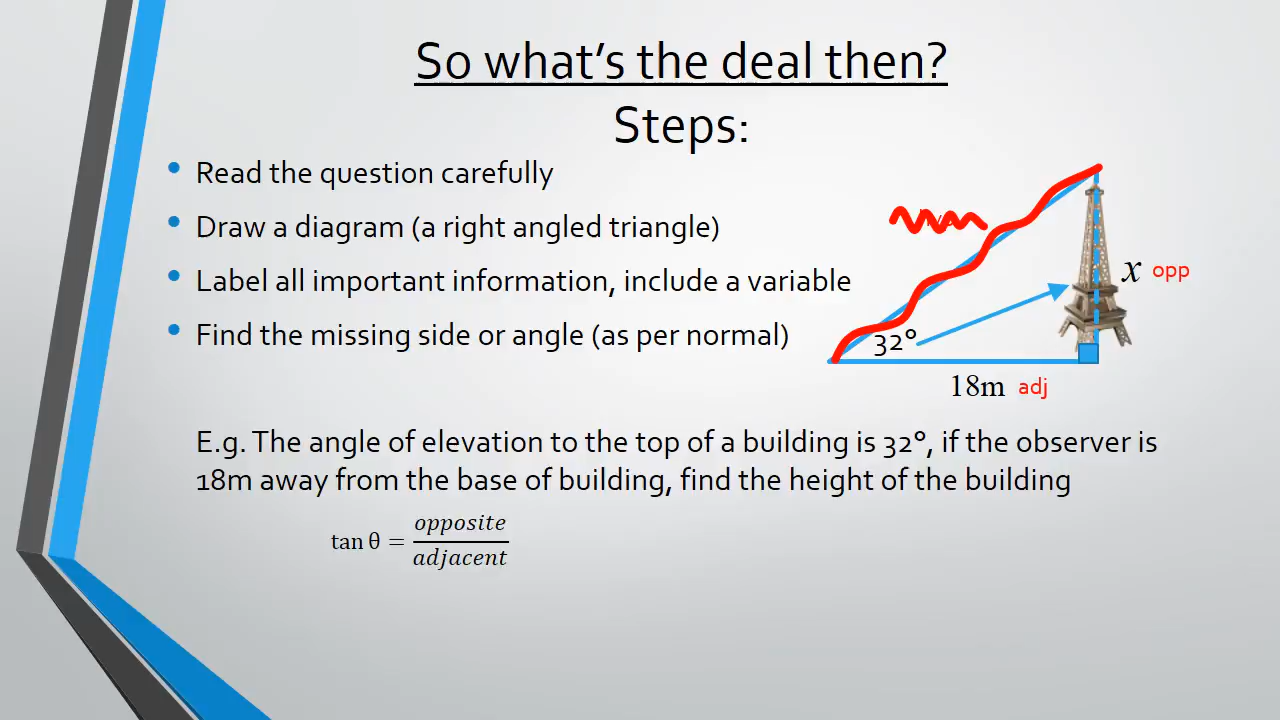 So what's the deal then?
Steps:
• Read the question carefully
• Draw a diagram (a right angled triangle)
• Label all important information, include a variable
• Find the missing side or angle (as per normal)
x opp
32°
18m adj
E.g. The angle of elevation to the top of a building is 32°, if the observer is
18m away from the base of building, find the height of the building
tan θ = opposite / adjacent